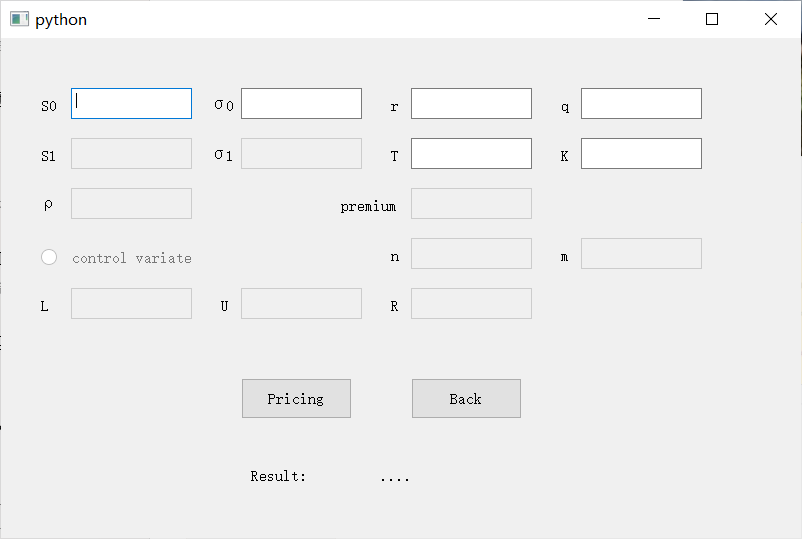 python
S0 σ0 r q
S1 σ1 T K
ρ premium
control variate n m
L U R
Pricing Back
Result: ....